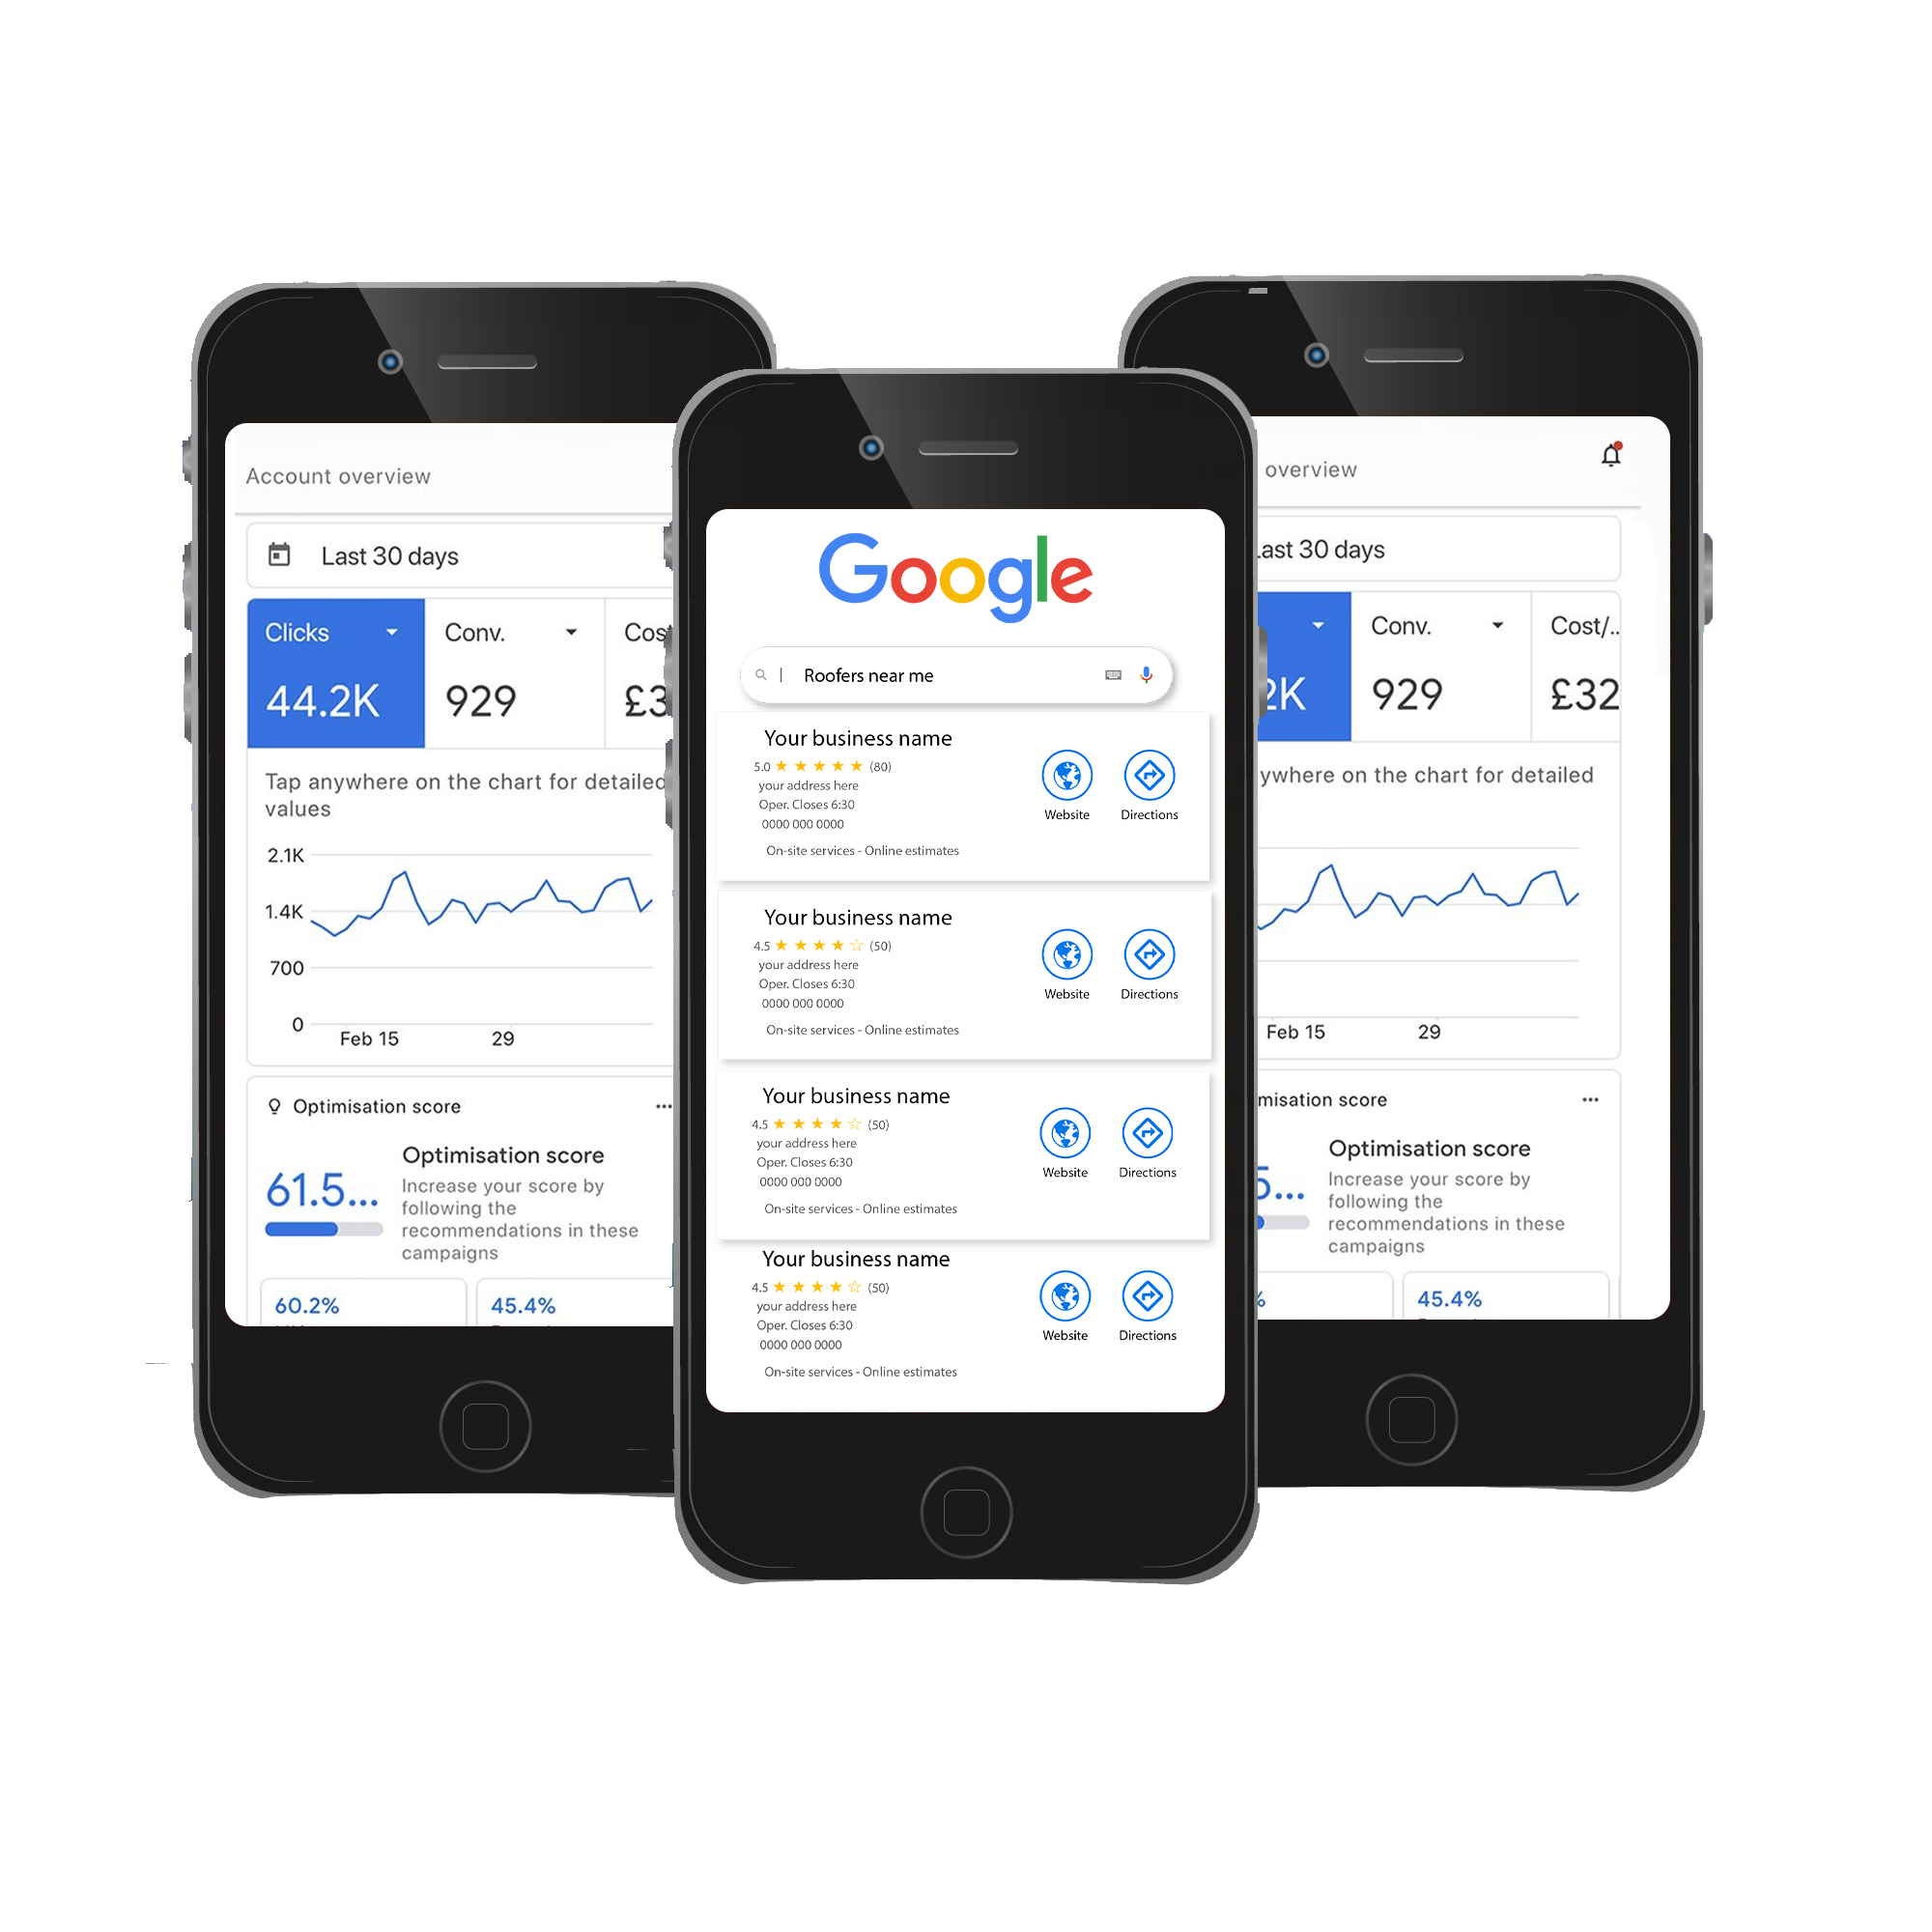 Account overview
Last 30 days
Clicks
Conv.
44.2K
929
£3
Tap anywhere on the chart for detailed
values
2.1K
1.4K
700
0
Feb 15
29
Optimisation score
...
Optimisation score
61.5...
Increase your score by
following the
recommendations in these
campaigns
60.2%
45.4%
Google
Roofers near me
Your business name
5.0 ★ ★ ★ ★ ★ (80)
your address here
Oper. Closes 6:30
0000 000 0000
On-site services - Online estimates
Website
Directions
Your business name
4.5 ★ ★ ★ ★ ☆ (50)
your address here
Oper. Closes 6:30
0000 000 0000
On-site services - Online estimates
Website
Directions
Your business name
4.5 ★ ★ ★ ★ ☆ (50)
your address here
Oper. Closes 6:30
0000 000 0000
On-site services - Online estimates
Website
Directions
Your business name
4.5 ★ ★ ★ ★ ☆ (50)
your address here
Oper. Closes 6:30
0000 000 0000
On-site services - Online estimates
Website
Directions
overview
ast 30 days
Conv.
Cost/..
2K
929
£32
ywhere on the chart for detailed
Feb 15
29
misation score
...
Optimisation score
5...
Increase your score by
following the
recommendations in these
campaigns
%
45.4%